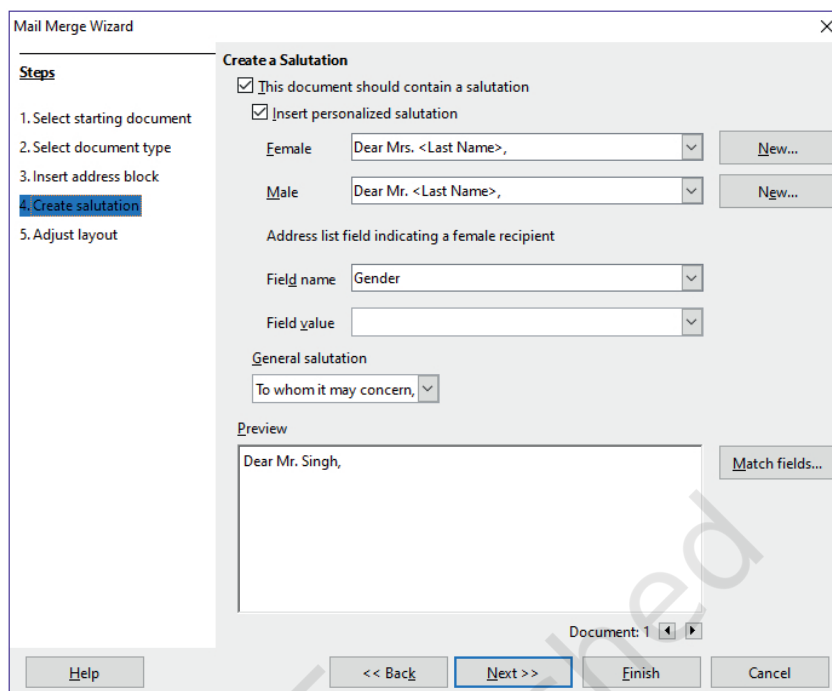 Mail Merge Wizard
Steps
1. Select starting document
2. Select document type
3. Insert address block
4. Create salutation
5. Adjust layout
Create a Salutation
This document should contain a salutation
Insert personalized salutation
Female Dear Mrs. <Last Name>, New...
Male Dear Mr. <Last Name>, New...
Address list field indicating a female recipient
Field name Gender
Field value
General salutation
To whom it may concern,
Preview
Dear Mr. Singh,
Match fields...
Document: 1
Help << Back Next >> Finish Cancel